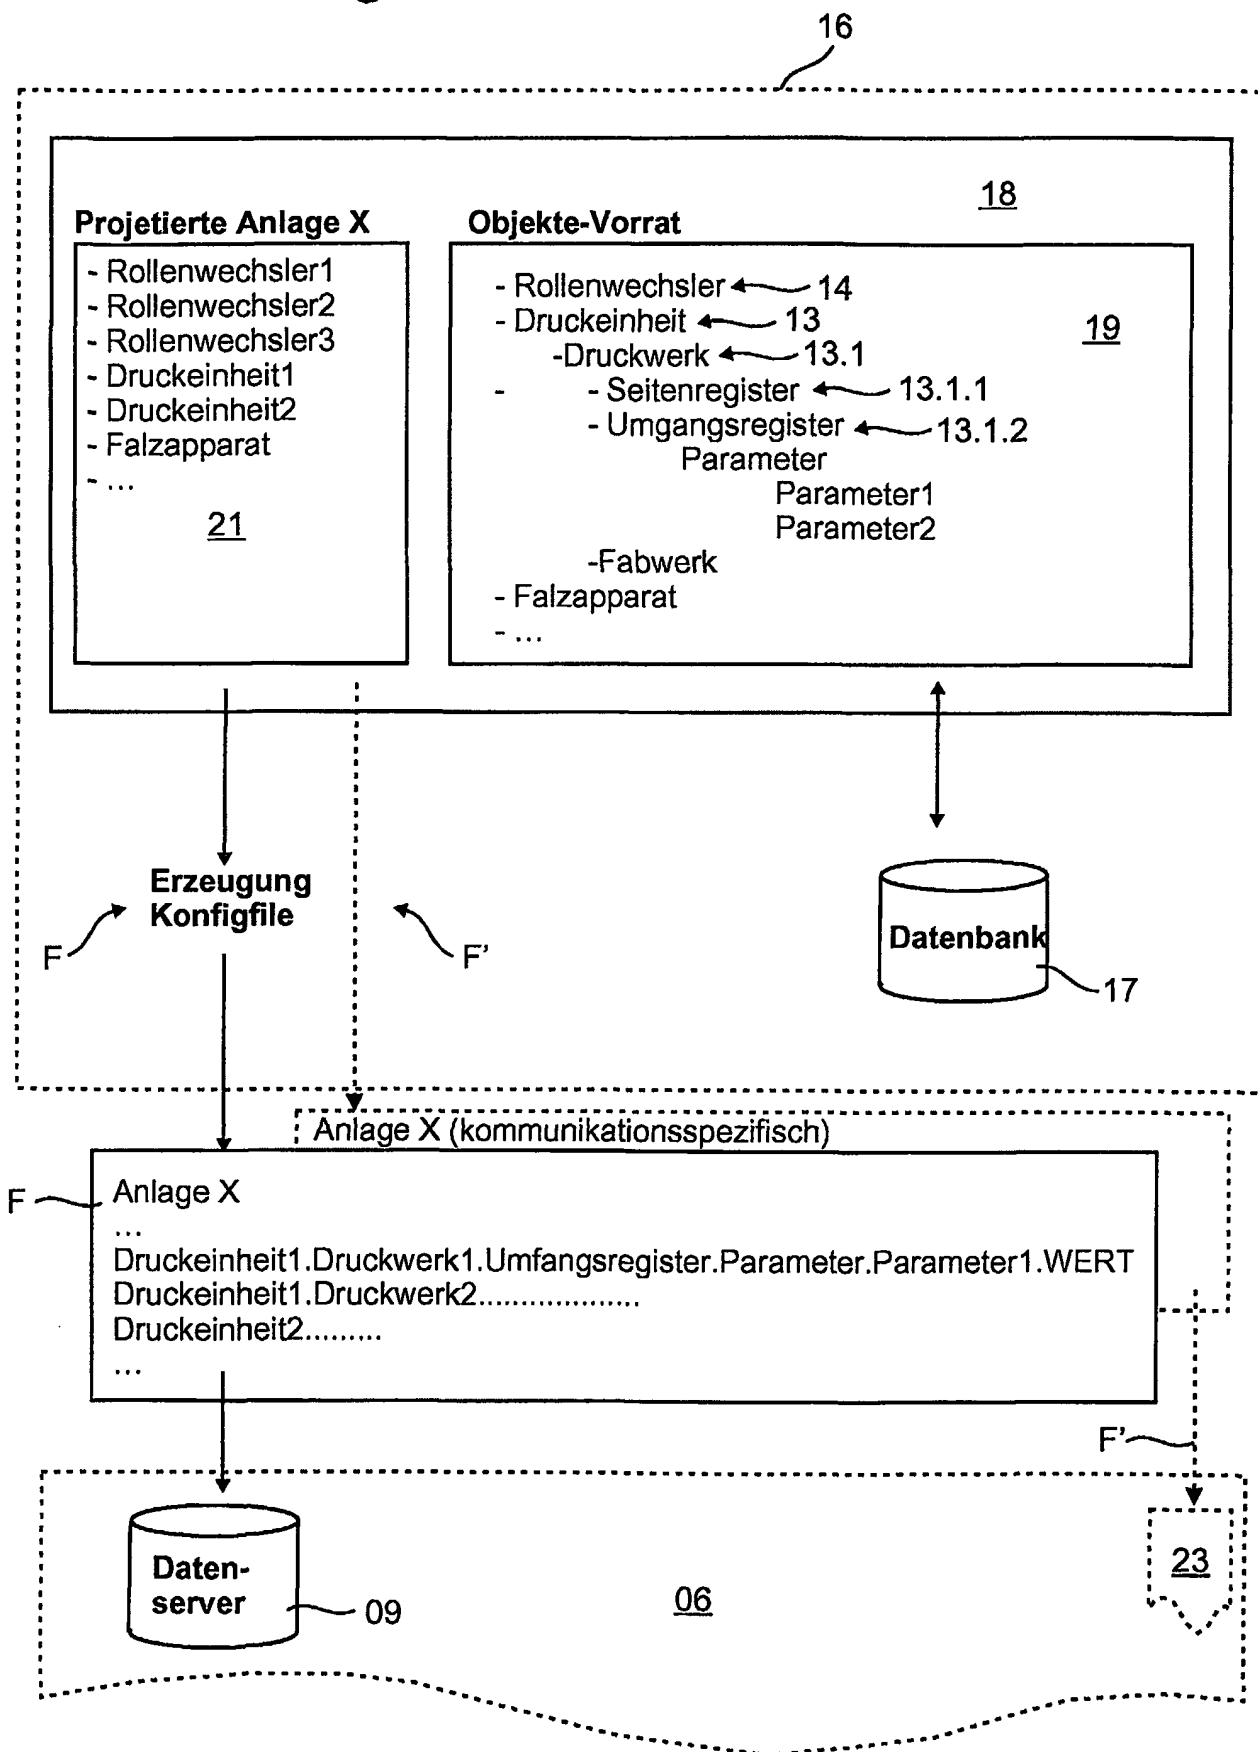 16
18
Projetierte Anlage X
- Rollenwechsler1
- Rollenwechsler2
- Rollenwechsler3
- Druckeinheit1
- Druckeinheit2
- Falzapparat
- ...
21
Objekte-Vorrat
- Rollenwechsler 14
- Druckeinheit 13
-Druckwerk 13.1
- - Seitenregister 13.1.1
- Umgangsregister 13.1.2
Parameter
Parameter1
Parameter2
-Fabwerk
- Falzapparat
- ...
19
Erzeugung
Konfigfile
F
F'
Datenbank
17
Anlage X (kommunikationsspezifisch)
F
Anlage X
...
Druckeinheit1.Druckwerk1.Umfangsregister.Parameter.Parameter1.WERT
Druckeinheit1.Druckwerk2...................
Druckeinheit2.........
...
F'
Daten-
server
09
06
23